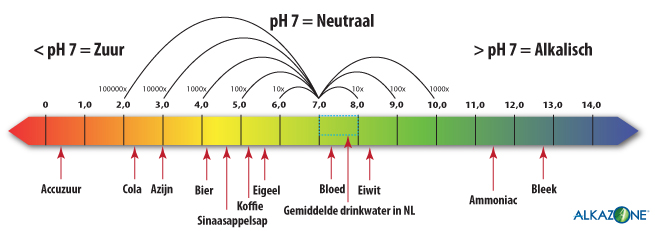 pH 7 = Neutraal
< pH 7 = Zuur
> pH 7 = Alkalisch
100000x 10000x 1000x 100x 10x 10x 100x 1000x
0 1,0 2,0 3,0 4,0 5,0 6,0 7,0 8,0 9,0 10,0 11,0 12,0 13,0 14,0
Accuzuur
Cola
Azijn
Bier
Sinaasappelsap
Koffie
Eigeel
Bloed
Gemiddelde drinkwater in NL
Eiwit
Ammoniac
Bleek
ALKAZONE